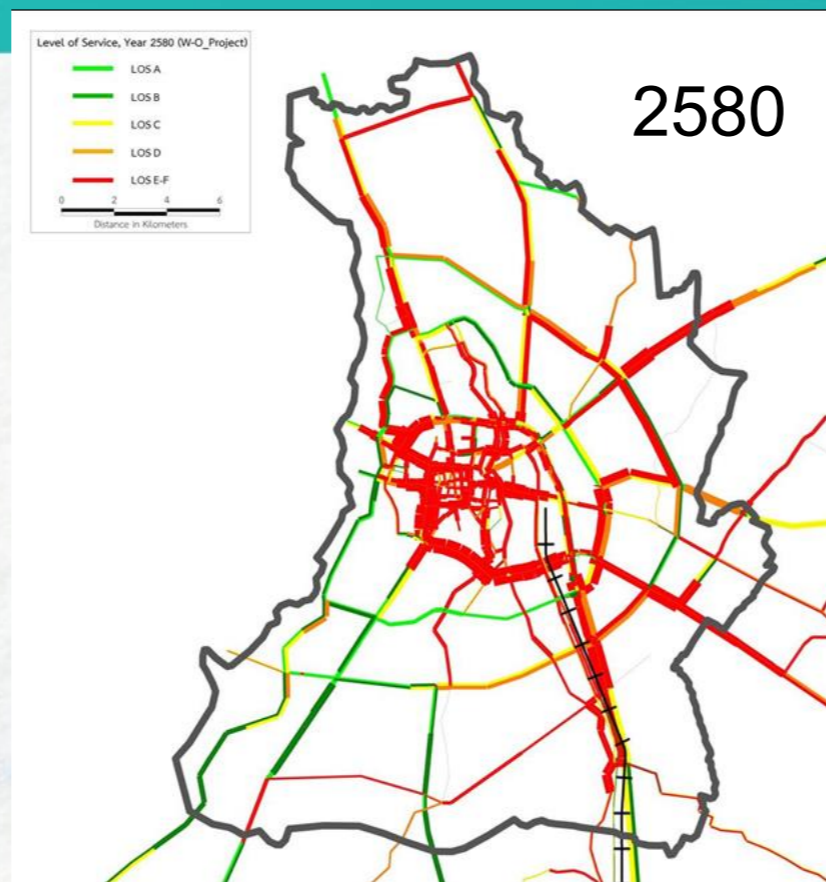 Level of Service, Year 2580 (W-O_Project)
LOS A
LOS B
LOS C
LOS D
LOS E-F
0 2 4 6
Distance in Kilometers
2580